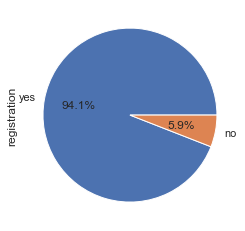 yes
94.1%
registration
5.9%
no